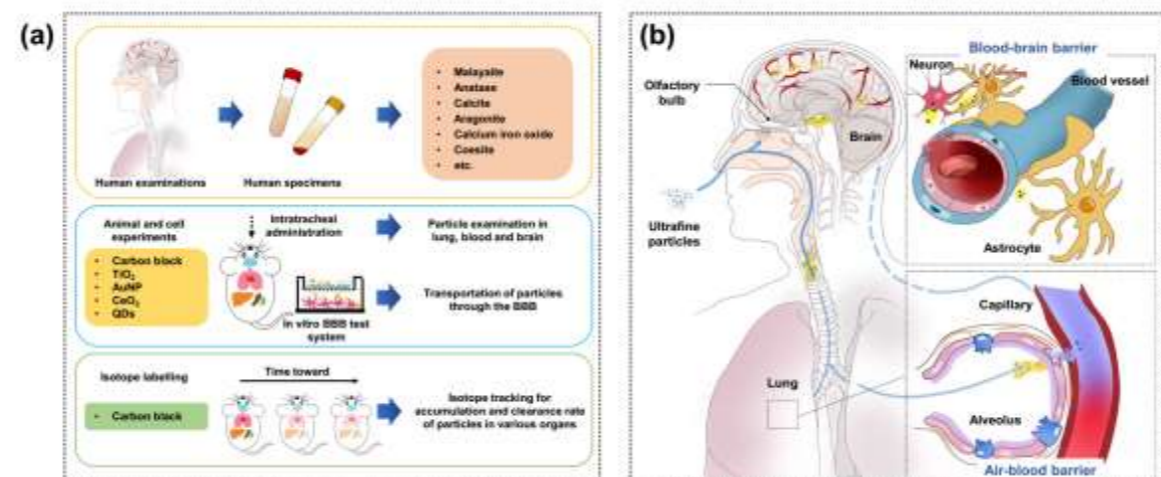 (a)
• Malayaite
• Anatase
• Calcite
• Aragonite
• Calcium iron oxide
• Coesite
• etc.
Human examinations
Human specimens
Animal and cell
experiments
• Carbon black
• TiO₂
• AuNP
• CeO₂
• QDs
Intratracheal
administration
Particle examination in
lung, blood and brain
In vitro BBB test
system
Transportation of particles
through the BBB
Isotope labelling
• Carbon black
Time toward
Isotope tracking for
accumulation and clearance rate
of particles in various organs
(b)
Olfactory
bulb
Brain
Ultrafine
particles
Lung
Blood-brain barrier
Neuron
Blood vessel
Astrocyte
Capillary
Alveolus
Air-blood barrier